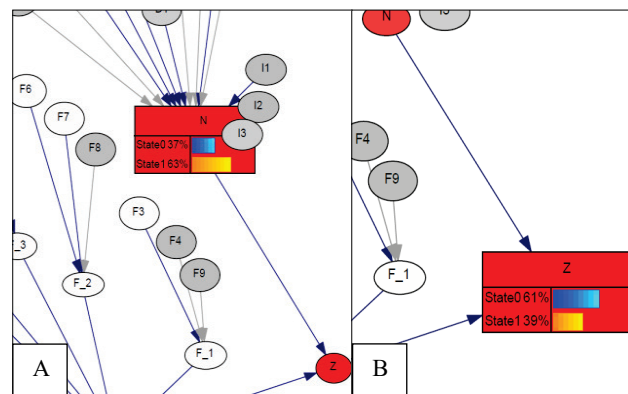 I1
F6
I2
F7
N
I3
State0 37%
State1 63%
F8
F3
F4
F_3
F9
F_2
F_1
Z
A
N
F4
F9
Z
F_1
State0 61%
State1 39%
B